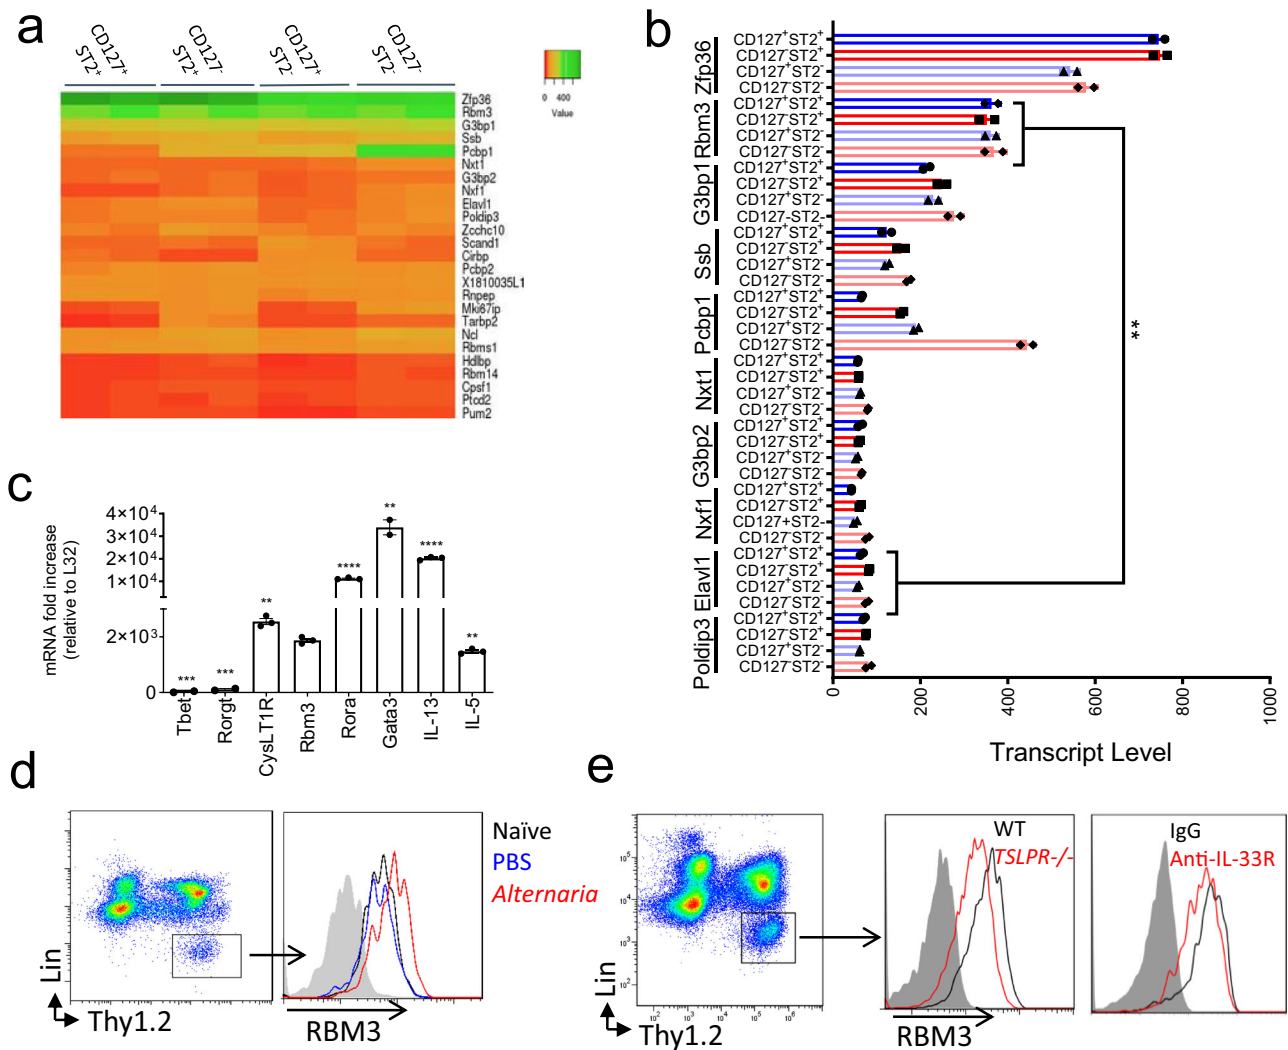 a
CD127+
ST2+
CD127-
ST2+
CD127+
ST2-
CD127-
ST2-
0 400
Value
Zfp36
Rbm3
G3bp1
Ssb
Pcbp1
Nxt1
G3bp2
Nxf1
Elavl1
Poldip3
Zcchc10
Scand1
Cirbp
Pcbp2
X1810035L1
Rnpep
Mki67ip
Tarbp2
Ncl
Rbms1
Hdlbp
Rbm14
Cpsf1
Ptcd2
Pum2
b
Zfp36
CD127+ST2+
CD127-ST2+
CD127+ST2-
CD127-ST2-
Rbm3
CD127+ST2+
CD127-ST2+
CD127+ST2-
CD127-ST2-
G3bp1
CD127+ST2+
CD127-ST2+
CD127+ST2-
CD127-ST2-
Ssb
CD127+ST2+
CD127-ST2+
CD127+ST2-
CD127-ST2-
Pcbp1
CD127+ST2+
CD127-ST2+
CD127+ST2-
CD127-ST2-
Nxt1
CD127+ST2+
CD127-ST2+
CD127+ST2-
CD127-ST2-
G3bp2
CD127+ST2+
CD127-ST2+
CD127+ST2-
CD127-ST2-
Nxf1
CD127+ST2+
CD127-ST2+
CD127+ST2-
CD127-ST2-
Elavl1
CD127+ST2+
CD127-ST2+
CD127+ST2-
CD127-ST2-
Poldip3
CD127+ST2+
CD127-ST2+
CD127+ST2-
CD127-ST2-
**
0 200 400 600 800 1000
Transcript Level
c
mRNA fold increase
(relative to L32)
4×10⁴
3×10⁴
2×10⁴
1×10⁴
2×10³
0
*** *** ** **** ** **** **
Tbet Rorgt CysLT1R Rbm3 Rora Gata3 IL-13 IL-5
d
Lin
Thy1.2
RBM3
Naïve
PBS
Alternaria
e
10⁵
10⁴
10³
10²
10² 10³ 10⁴ 10⁵ 10⁶
Lin
Thy1.2
WT
TSLPR-/-
RBM3
IgG
Anti-IL-33R